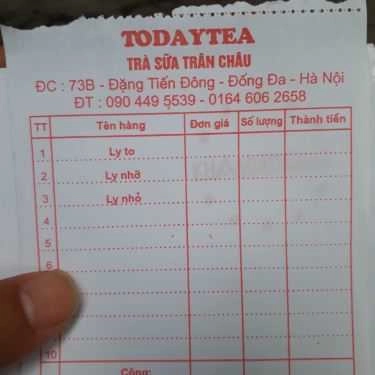 TODAYTEA
TRÀ SỮA TRÂN CHÂU
ĐC : 73B - Đặng Tiến Đông - Đống Đa - Hà Nội
ĐT : 090 449 5539 - 0164 606 2658
TT Tên hàng Đơn giá Số lượng Thành tiền
1 Ly to
2 Ly nhỡ
3 Ly nhỏ
4
5
6
10
Cộng: